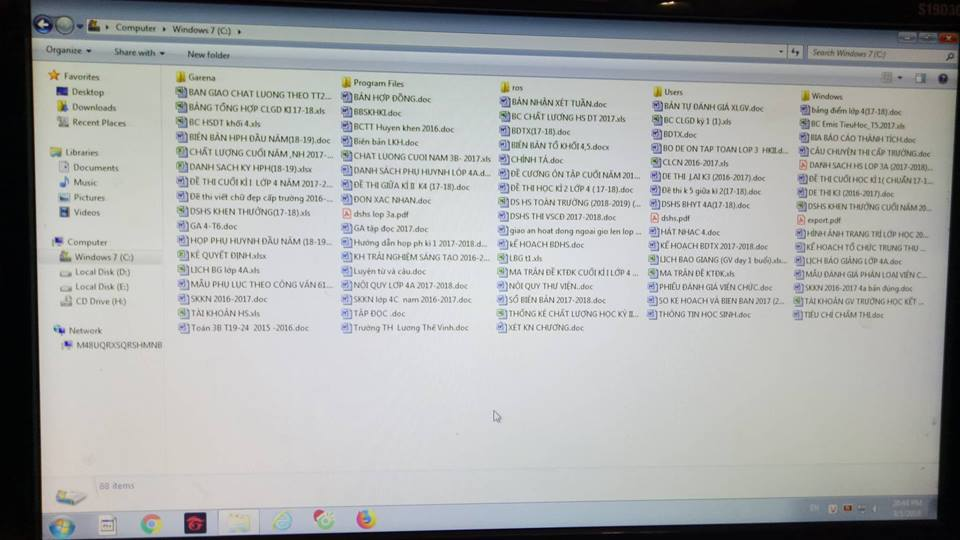 S19D30
Computer ▸ Windows 7 (C:) ▸
Search Windows 7 (C:)
Organize Share with New folder
Favorites
Desktop
Downloads
Recent Places
Libraries
Documents
Music
Pictures
Videos
Computer
Windows 7 (C:)
Local Disk (D:)
Local Disk (E:)
CD Drive (H:)
Network
M48UQRXSQRSHMNB
Garena
BAN GIAO CHAT LUONG THEO TT2...
BẢNG TỔNG HỢP CLGD KI 17-18.xls
BC HSDT khối 4.xls
BIÊN BẢN HPH ĐẦU NĂM(18-19).doc
CHẤT LƯỢNG CUỐI NĂM ,NH 2017-...
DANH SACH KY HPH(18-19).xlsx
ĐỀ THI CUỐI KÌ I LỚP 4 NĂM 2017-2...
Đề thi viết chữ đẹp cấp trường 2016-...
DSHS KHEN THƯỞNG(17-18).xls
GA 4-T6.doc
HỌP PHỤ HUYNH ĐẦU NĂM (18-19...
KẾ QUYẾT ĐỊNH.xlsx
LỊCH BG lớp 4A.xls
MẪU PHỤ LỤC THEO CÔNG VĂN 61...
SKKN 2016-2017.doc
TÀI KHOẢN HS.xls
Toán 3B T19-24 2015 -2016.doc
Program Files
BẢN HỢP ĐỒNG.doc
BBSKHKI.doc
BCTT Huyen khen 2016.doc
Biên bản LKH.doc
CHAT LUONG CUOI NAM 3B- 2017.xls
DANH SÁCH PHỤ HUYNH LỚP 4A.d...
ĐỀ THI GIỮA KÌ II K4 (17-18).doc
ĐON XAC NHAN.doc
dshs lop 3a.pdf
GA tập đọc 2017.doc
Hướng dẫn họp ph kì 1 2017-2018.d...
KH TRẢI NGHIỆM SÁNG TẠO 2016-2...
Luyện từ và câu.doc
NỘI QUY LỚP 4A 2017-2018.doc
SKKN lớp 4C nam 2016-2017.doc
TẬP ĐỌC .doc
Trường TH Lương Thế Vinh.doc
ros
BẢN NHẬN XÉT TUẦN.doc
BC CHẤT LƯỢNG HS DT 2017.xls
BDTX(17-18).doc
BIÊN BẢN TỔ KHỐI 4,5.docx
CHÍNH TẢ.doc
ĐỀ CƯƠNG ÔN TẬP CUỐI NĂM 201...
ĐỀ THI HỌC KÌ 2 LỚP 4 ( 17-18).doc
DS HS TOÀN TRƯỜNG (2018-2019) (...
DSHS THI VSCĐ 2017-2018.doc
giao an hoat dong ngoai gio len lop ...
KẾ HOẠCH BDHS.doc
LBG t1.xls
MA TRẬN ĐỀ KTĐK CUỐI KÌ I LỚP 4 ...
NỘI QUY THƯ VIỆN..doc
SỔ BIÊN BẢN 2017-2018.doc
THỐNG KÊ CHẤT LƯỢNG HỌC KỲ II...
XÉT KN CHƯƠNG.doc
Users
BẢN TỰ ĐÁNH GIÁ XLGV.doc
BC CLGD kỳ 1 (1).xls
BDTX.doc
BO DE ON TAP TOAN LOP 3 HKII.d...
CLCN 2016-2017.xls
DE THI ,LAI K3 (2016-2017).doc
Đề thi k 5 giữa kì 2(17-18).doc
DSHS BHYT 4A(17-18).doc
dshs.pdf
HÁT NHẠC 4.doc
KẾ HOẠCH BDTX 2017-2018.doc
LỊCH BAO GIANG (GV dạy 1 buổi).xls...
MA TRẬN ĐỀ KTĐK.xls
PHIẾU ĐÁNH GIÁ VIÊN CHỨC.doc
SO KE HOACH VA BIEN BAN 2017 (2...
THÔNG TIN HỌC SINH.doc
Windows
bảng điểm lớp 4(17-18).doc
BC Emis TieuHoc_T5.2017.xls
BIA BÁO CÁO THÀNH TÍCH.doc
CÂU CHUYỆN THI CẤP TRƯỜNG.doc
DANH SACH HS LOP 3A (2017-2018)...
ĐỀ THI CUỐI HỌC KÌ 1( CHUẨN 17-1...
DE THI K3 (2016-2017).doc
DSHS KHEN THƯỞNG CUỐI NĂM 20...
export.pdf
HÌNH ẢNH TRANG TRÍ LỚP HỌC 20...
KẾ HOẠCH TỔ CHỨC TRUNG THU ...
LỊCH BÁO GIẢNG LỚP 4A.doc
MẪU ĐÁNH GIÁ PHÂN LOẠI VIÊN C...
SKKN 2016-2017 4a bản đúng.doc
TÀI KHOẢN GV TRƯỜNG HỌC KẾT ...
TIÊU CHÍ CHẤM THI.doc
88 items
EN